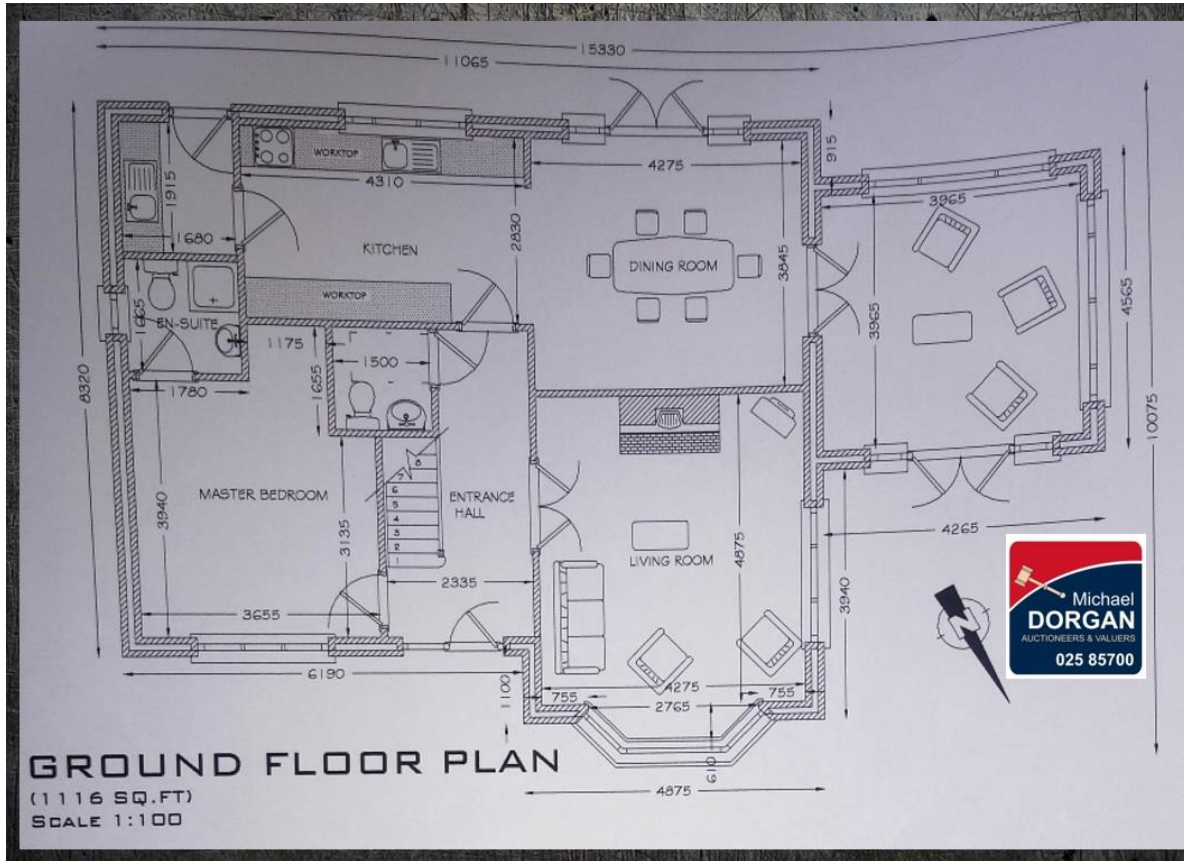 15330
11065
WORKTOP
4310
4275
915
3965
1915
1680
KITCHEN
2830
DINING ROOM
3845
3965
4565
10075
WORKTOP
1665
EN-SUITE
1175
1500
1655
1780
8320
MASTER BEDROOM
3940
3135
8
7
6
5
4
3
2
1
ENTRANCE
HALL
2335
LIVING ROOM
4875
3940
4265
3655
6190
1100
755
4275
755
2765
610
4875
GROUND FLOOR PLAN
(1116 SQ.FT)
SCALE 1:100
Michael
DORGAN
AUCTIONEERS & VALUERS
025 85700